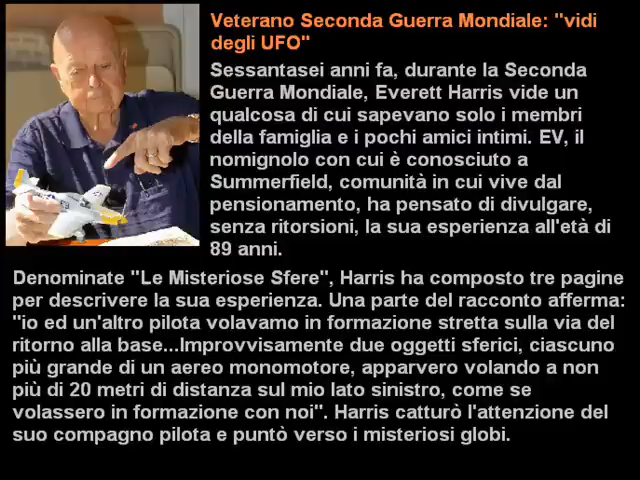 Veterano Seconda Guerra Mondiale: "vidi
degli UFO"
Sessantasei anni fa, durante la Seconda
Guerra Mondiale, Everett Harris vide un
qualcosa di cui sapevano solo i membri
della famiglia e i pochi amici intimi. EV, il
nomignolo con cui è conosciuto a
Summerfield, comunità in cui vive dal
pensionamento, ha pensato di divulgare,
senza ritorsioni, la sua esperienza all'età di
89 anni.
Denominate "Le Misteriose Sfere", Harris ha composto tre pagine
per descrivere la sua esperienza. Una parte del racconto afferma:
"io ed un'altro pilota volavamo in formazione stretta sulla via del
ritorno alla base...Improvvisamente due oggetti sferici, ciascuno
più grande di un aereo monomotore, apparvero volando a non
più di 20 metri di distanza sul mio lato sinistro, come se
volassero in formazione con noi". Harris catturò l'attenzione del
suo compagno pilota e puntò verso i misteriosi globi.